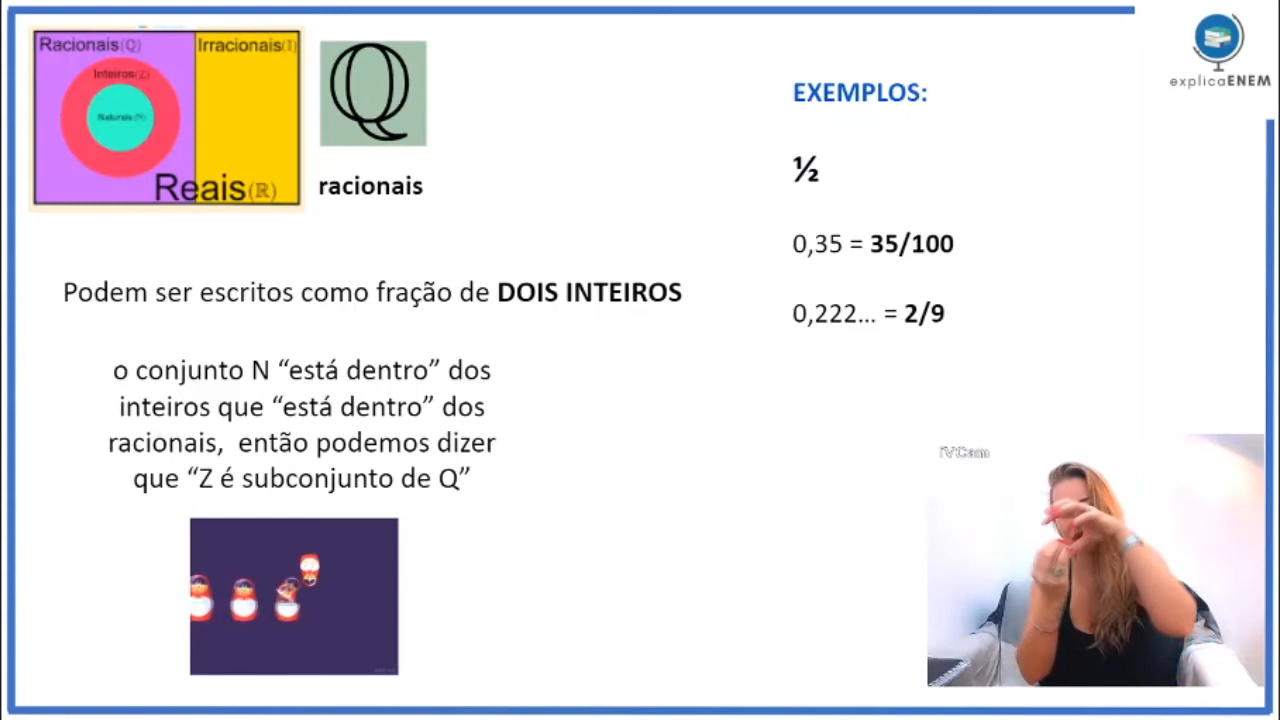 Racionais(Q)
Irracionais(I)
Inteiros(Z)
Naturais(N)
Reais(ℝ)
ℚ
racionais
Podem ser escritos como fração de DOIS INTEIROS
o conjunto N “está dentro” dos
inteiros que “está dentro” dos
racionais, então podemos dizer
que “Z é subconjunto de Q”
EXEMPLOS:
½
0,35 = 35/100
0,222... = 2/9
explicaENEM
iVCam